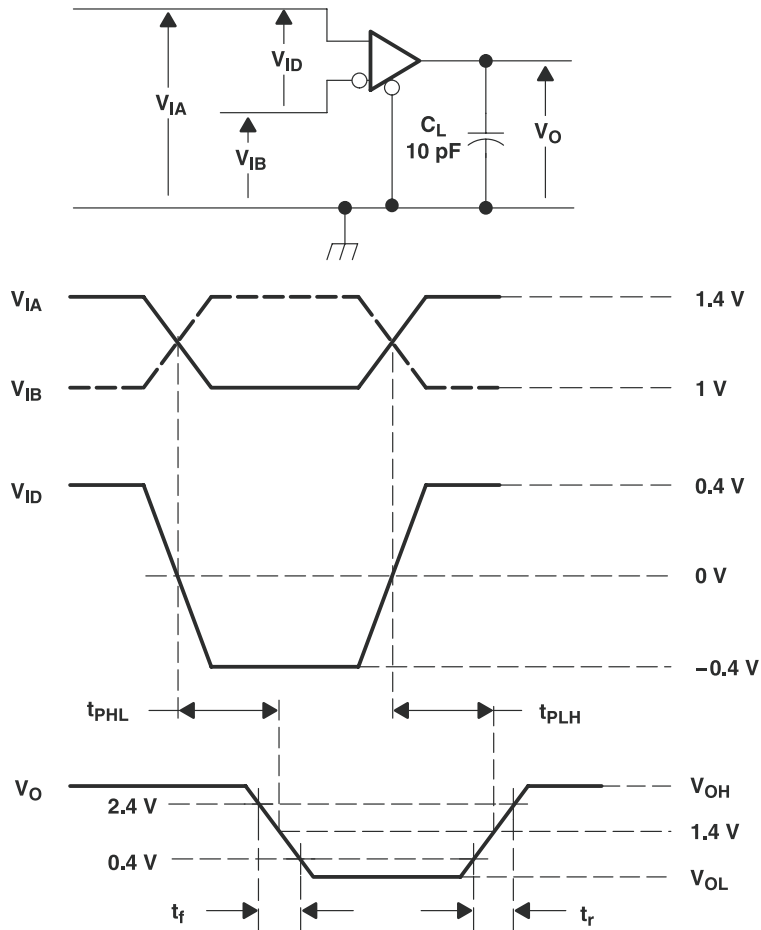 V_ID
V_IA
V_IB
C_L
10 pF
V_O
V_IA
1.4 V
V_IB
1 V
V_ID
0.4 V
0 V
−0.4 V
t_PHL
t_PLH
V_O
V_OH
2.4 V
1.4 V
0.4 V
V_OL
t_f
t_r